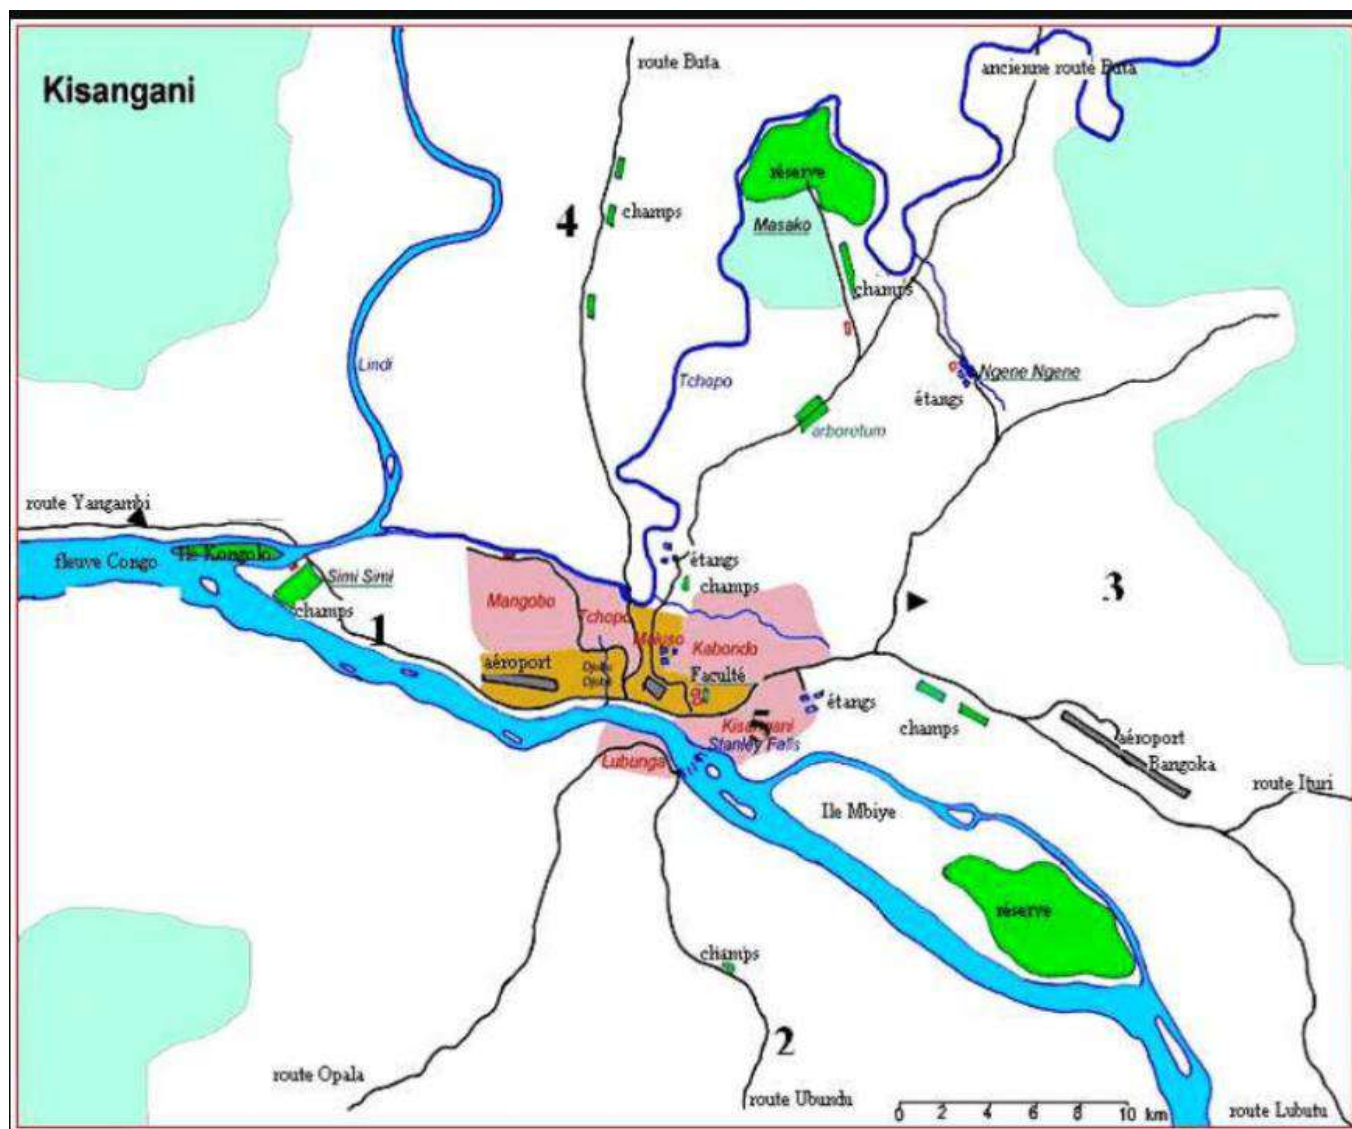 Kisangani
route Buta
ancienne route Buta
réserve
4
champs
Masako
champs
Lindi
Tchopo
Ngene Ngene
étangs
arboretum
route Yangambi
fleuve Congo
Ile Kongolo
Simi Simi
champs
1
étangs
champs
3
Mangobo
Tchopo
Makiso
Kabondo
aéroport
Faculté
étangs
champs
5
Kisangani
Stanley Falls
Lubunga
aéroport
Bangoka
route Ituri
Ile Mbiye
réserve
champs
2
route Opala
route Ubundu
0 2 4 6 8 10 km
route Lubutu